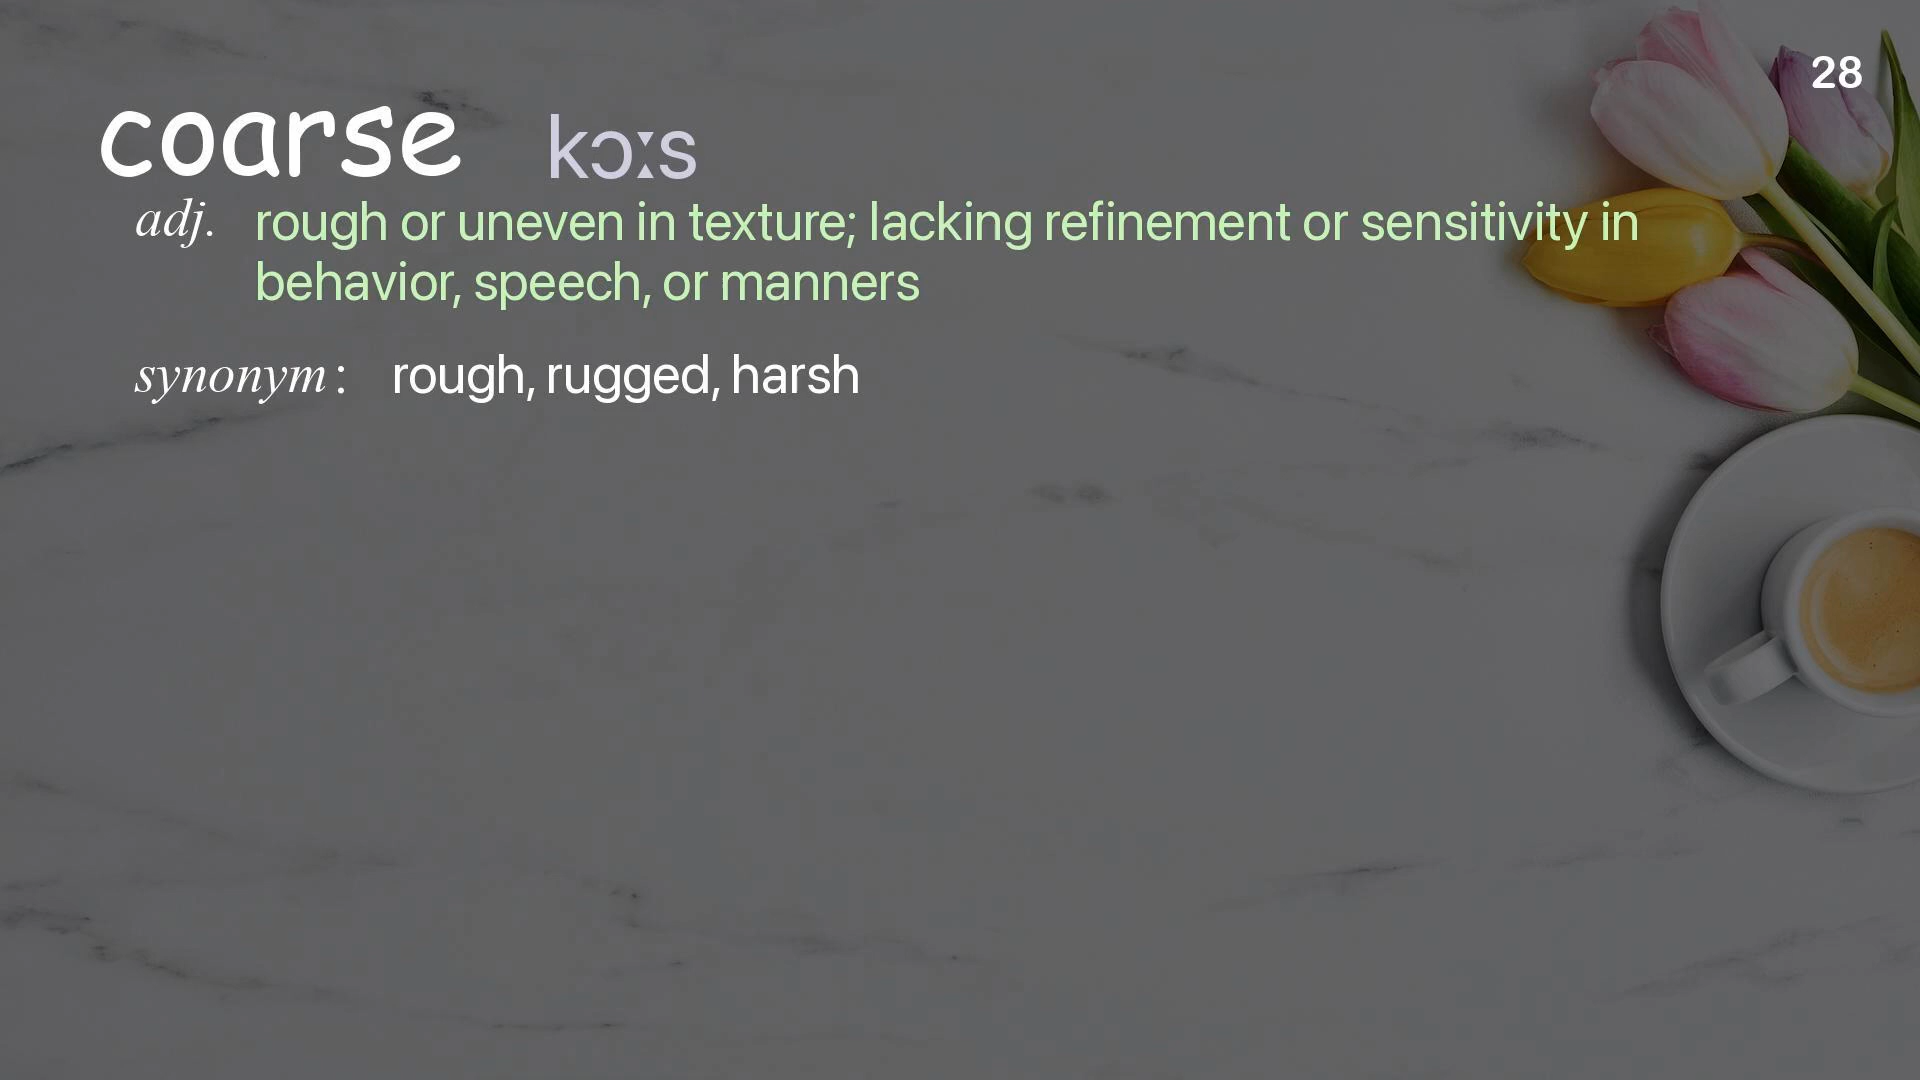 28
coarse kɔːs
adj. rough or uneven in texture; lacking refinement or sensitivity in
behavior, speech, or manners
synonym: rough, rugged, harsh